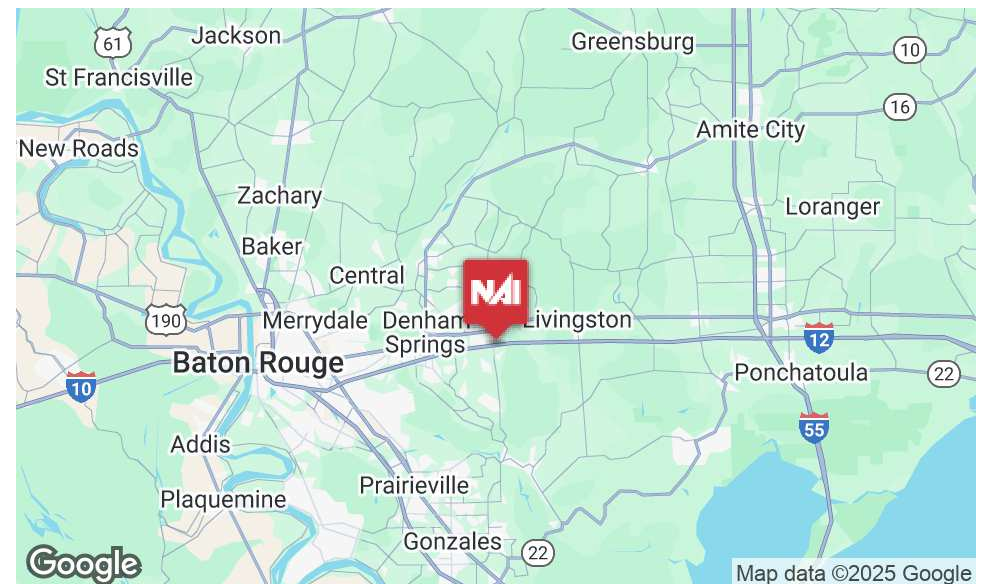 61
Jackson
Greensburg
10
St Francisville
16
Amite City
New Roads
Zachary
Loranger
Baker
Central
NAI
190
Merrydale
Denham
Springs
Livingston
12
Baton Rouge
10
Ponchatoula
22
55
Addis
Prairieville
Plaquemine
Gonzales
22
Google
Map data ©2025 Google